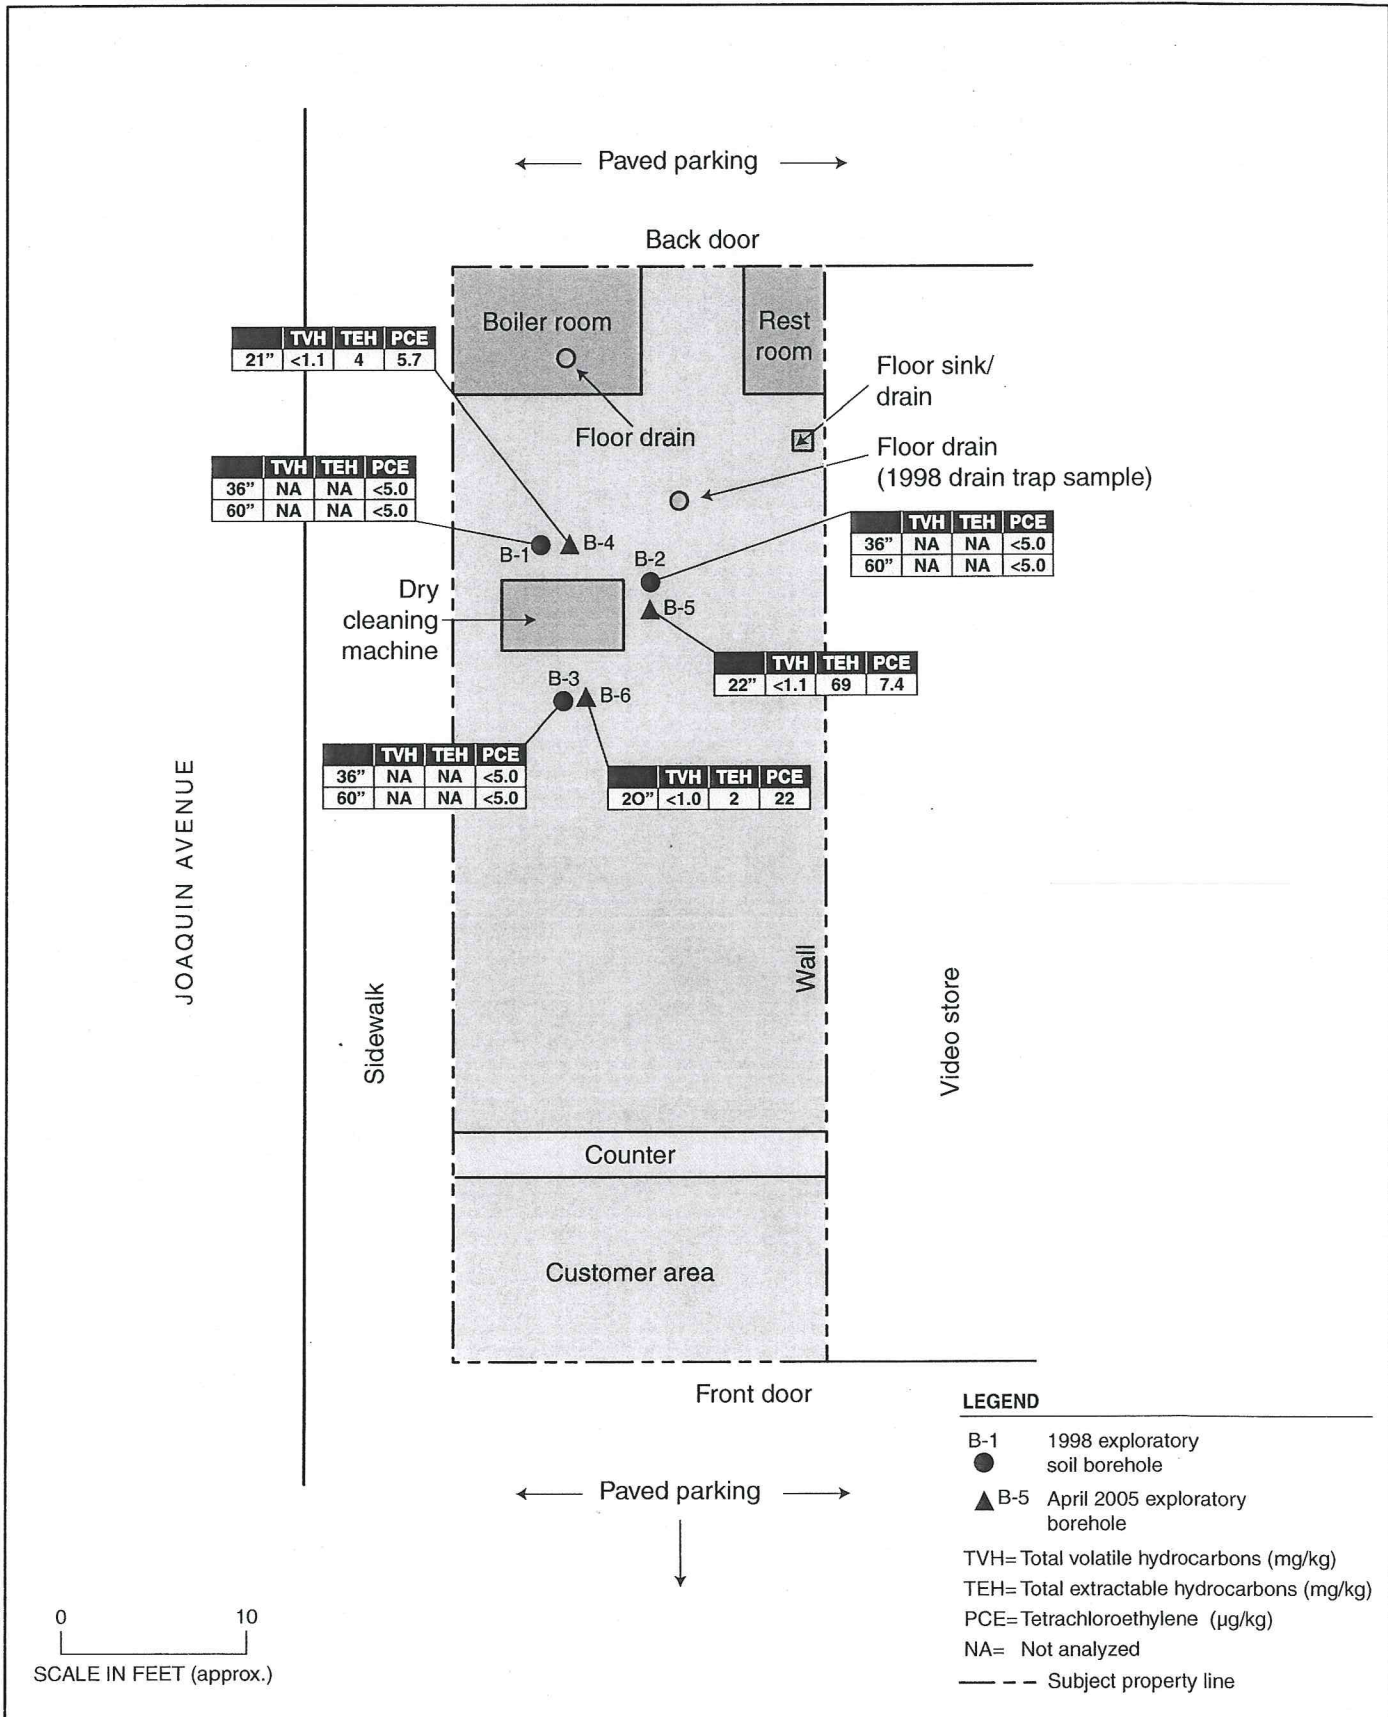 ← Paved parking →
Back door
Boiler room
Rest
room
TVH TEH PCE
21” <1.1 4 5.7
Floor sink/
drain
Floor drain
Floor drain
(1998 drain trap sample)
TVH TEH PCE
36” NA NA <5.0
60” NA NA <5.0
TVH TEH PCE
36” NA NA <5.0
60” NA NA <5.0
B-1
B-4
B-2
B-5
Dry
cleaning
machine
TVH TEH PCE
22” <1.1 69 7.4
B-3
B-6
TVH TEH PCE
36” NA NA <5.0
60” NA NA <5.0
TVH TEH PCE
2O” <1.0 2 22
JOAQUIN AVENUE
Sidewalk
Wall
Video store
Counter
Customer area
Front door
← Paved parking →
LEGEND
B-1 1998 exploratory
soil borehole
B-5 April 2005 exploratory
borehole
TVH= Total volatile hydrocarbons (mg/kg)
TEH= Total extractable hydrocarbons (mg/kg)
PCE= Tetrachloroethylene (µg/kg)
NA= Not analyzed
Subject property line
0 10
SCALE IN FEET (approx.)